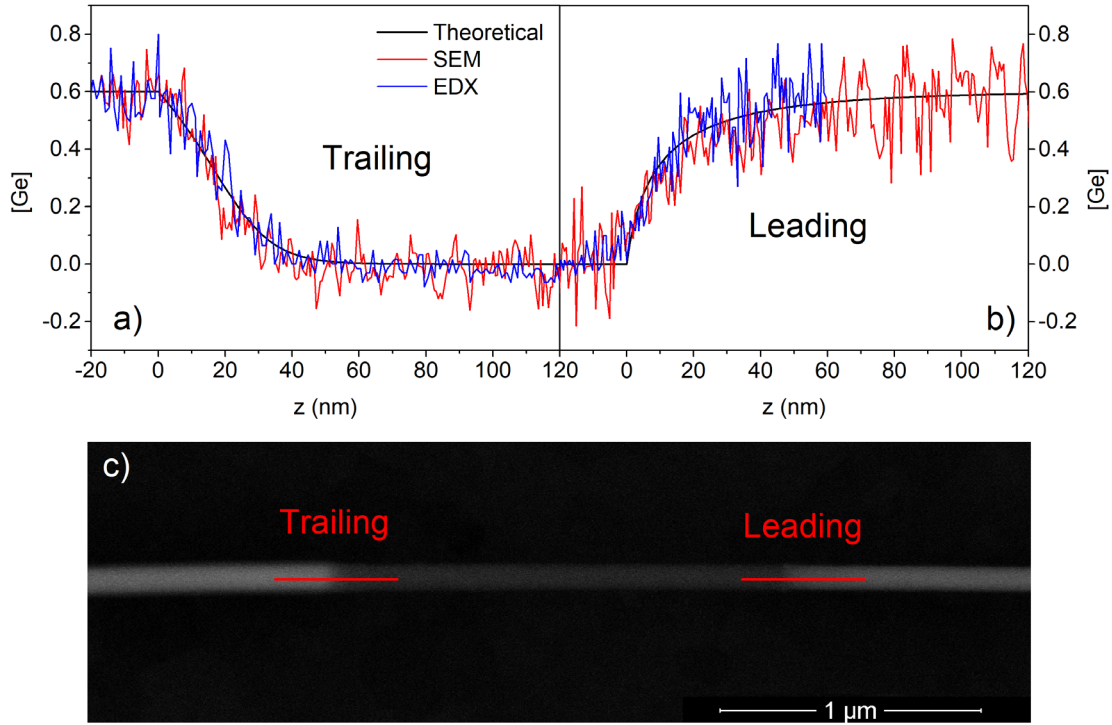 Theoretical
SEM
EDX
0.8
0.6
0.4
0.2
0.0
-0.2
[Ge]
Trailing
a)
-20 0 20 40 60 80 100 120
z (nm)
0.8
0.6
0.4
0.2
0.0
-0.2
[Ge]
Leading
b)
0 20 40 60 80 100 120
z (nm)
c)
Trailing Leading
1 µm